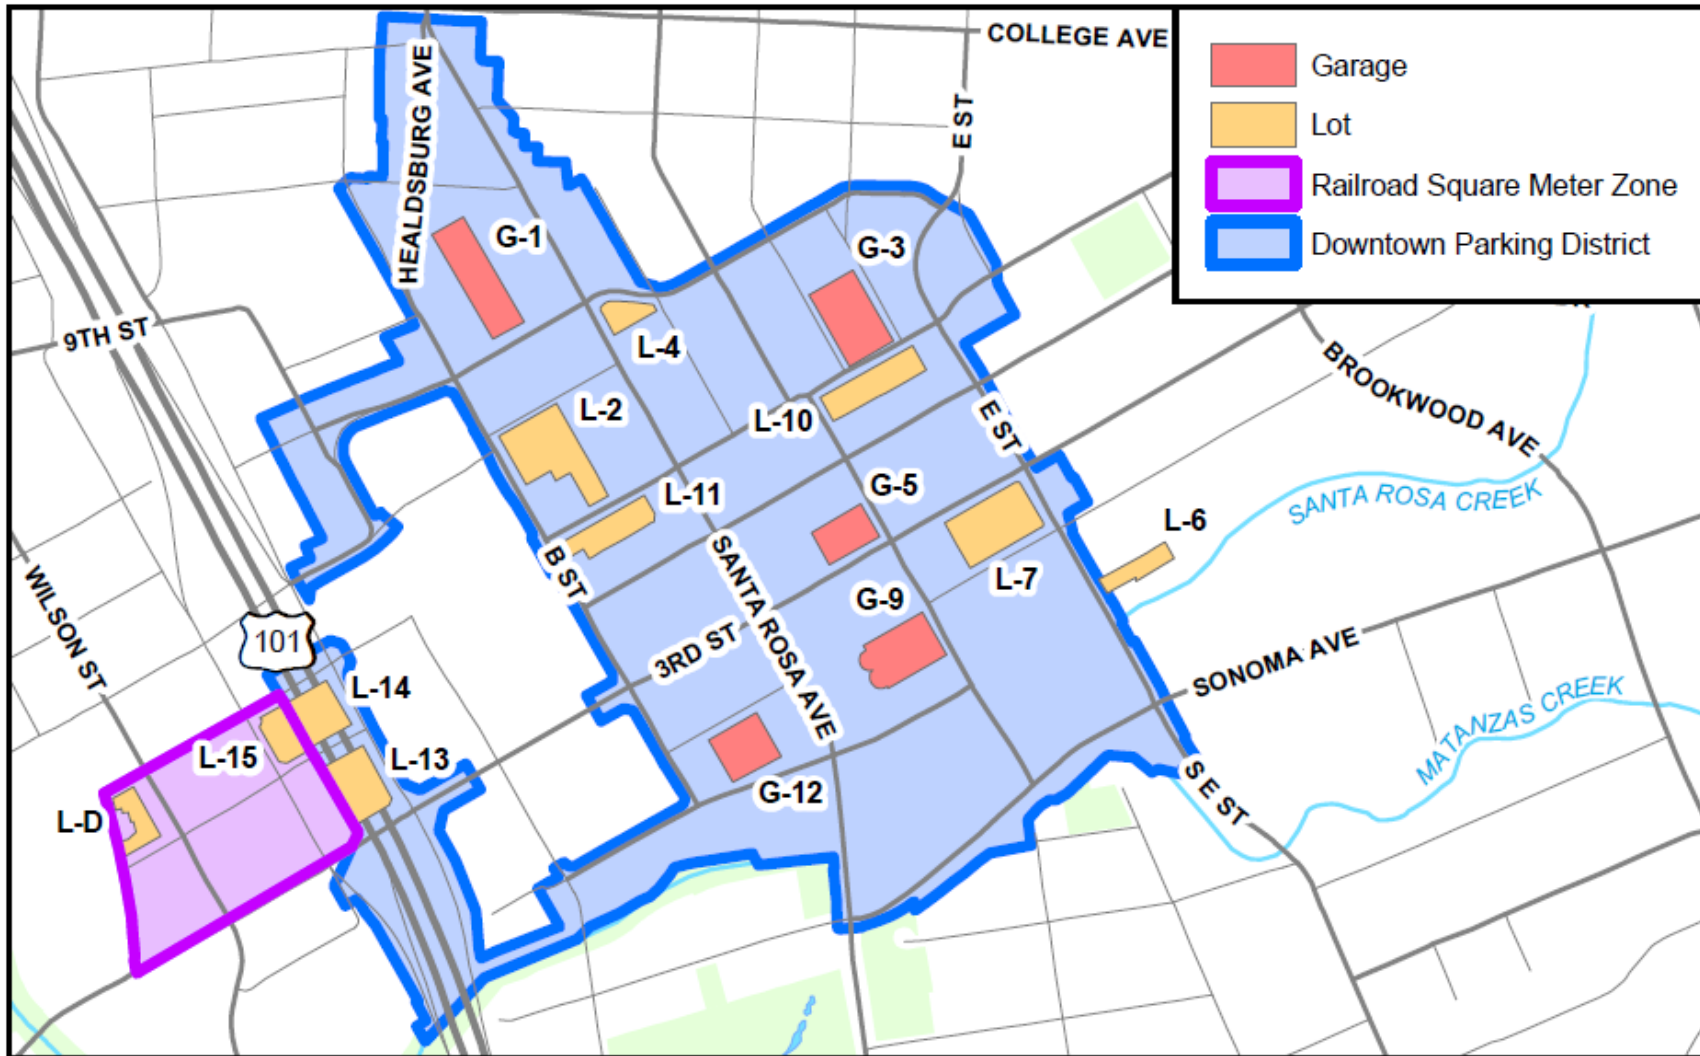 COLLEGE AVE
Garage
Lot
Railroad Square Meter Zone
Downtown Parking District
HEALDSBURG AVE
E ST
G-1
G-3
9TH ST
L-4
L-2
L-10
E ST
BROOKWOOD AVE
L-11
G-5
SANTA ROSA CREEK
L-6
B ST
SANTA ROSA AVE
L-7
WILSON ST
G-9
101
3RD ST
SONOMA AVE
L-14
L-15
L-13
MATANZAS CREEK
G-12
S E ST
L-D